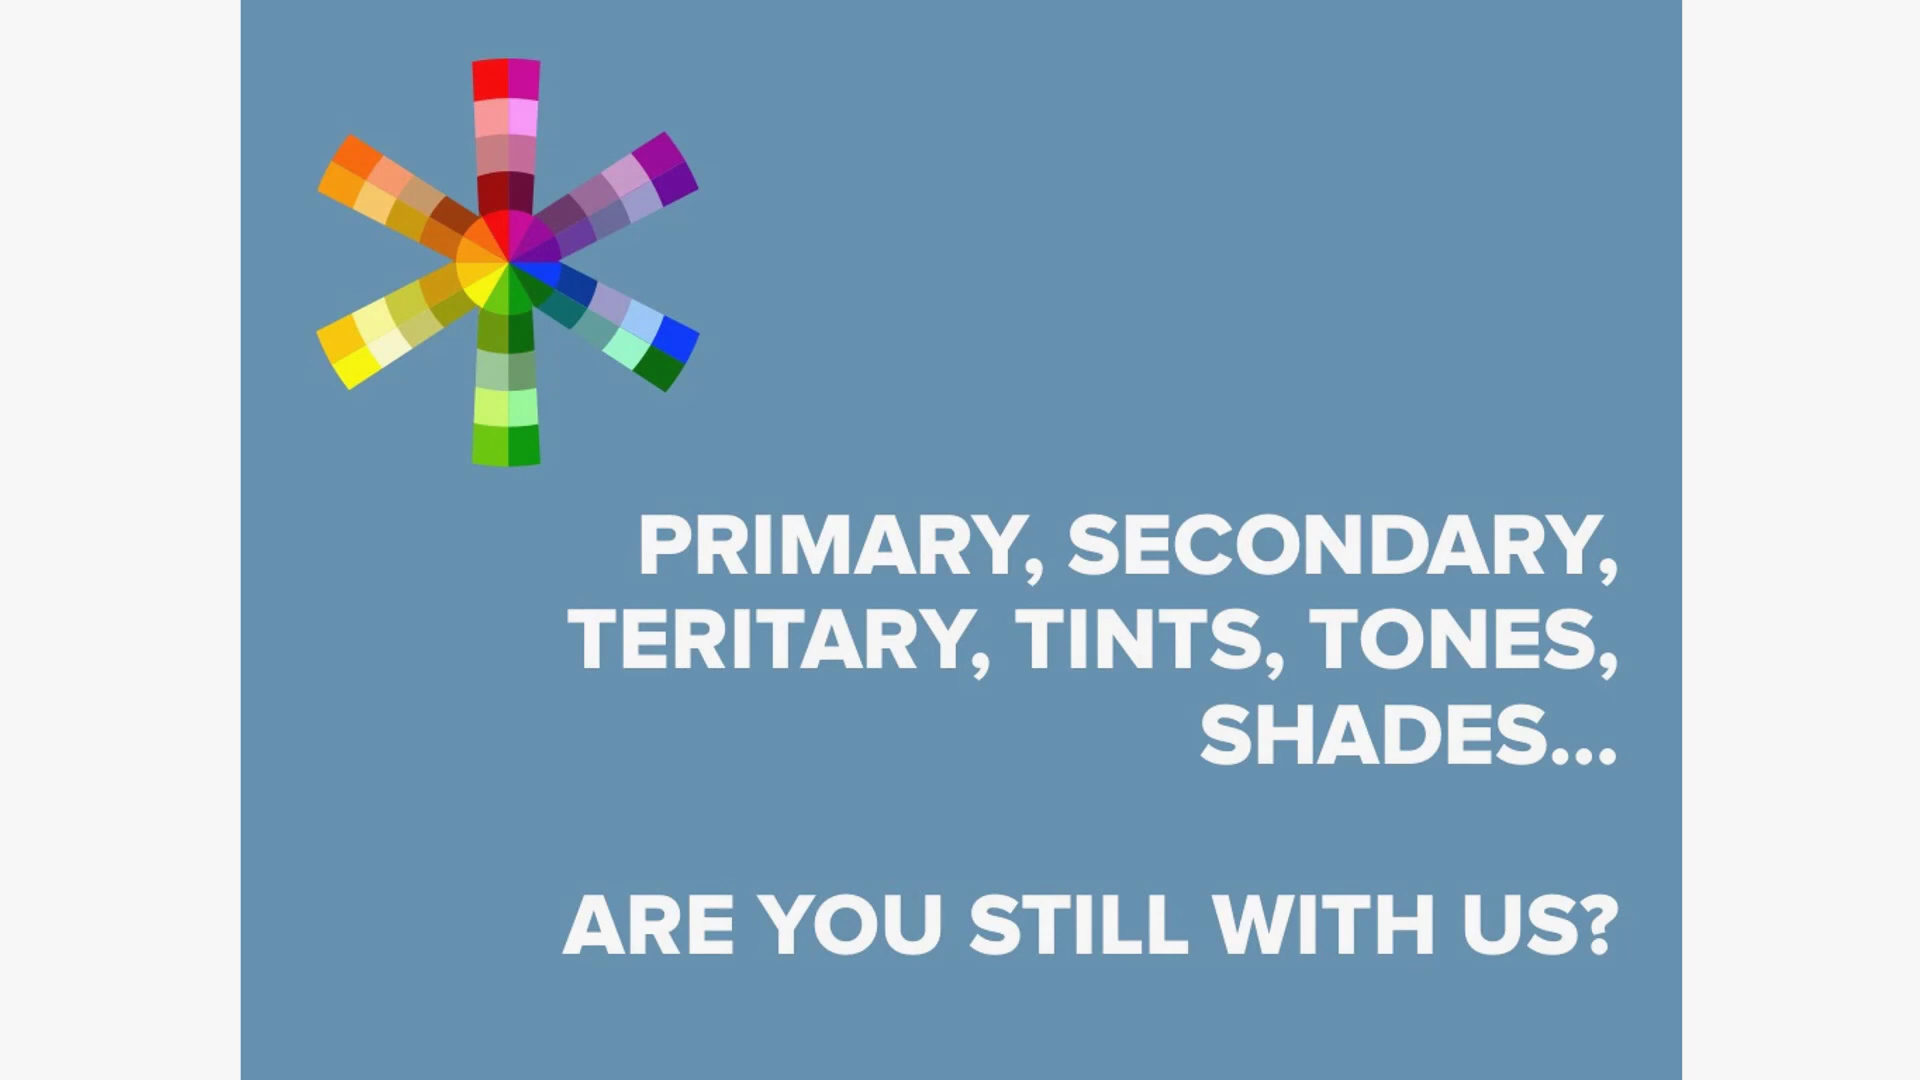 PRIMARY, SECONDARY,
TERITARY, TINTS, TONES,
SHADES...
ARE YOU STILL WITH US?